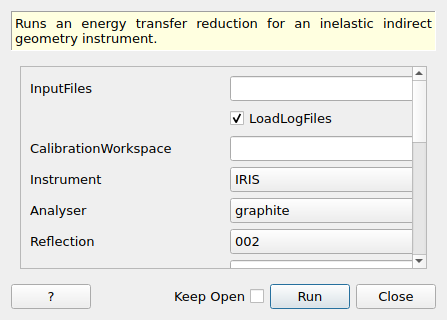 Runs an energy transfer reduction for an inelastic indirect
geometry instrument.
InputFiles
LoadLogFiles
CalibrationWorkspace
Instrument IRIS
Analyser graphite
Reflection 002
? Keep Open Run Close